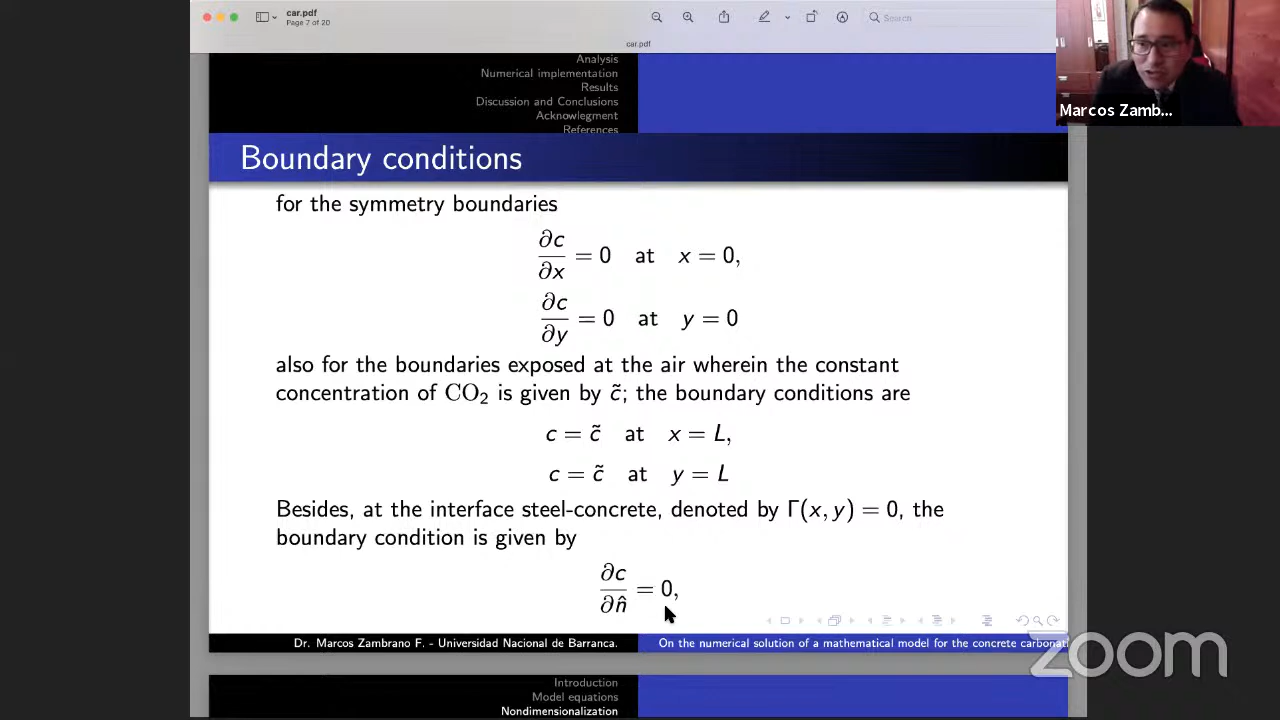 car.pdf
Page 7 of 20
Search
car.pdf
Marcos Zamb...
Analysis
Numerical implementation
Results
Discussion and Conclusions
Acknowlegment
References
Boundary conditions
for the symmetry boundaries
∂c/∂x = 0 at x = 0,
∂c/∂y = 0 at y = 0
also for the boundaries exposed at the air wherein the constant
concentration of CO₂ is given by c̃; the boundary conditions are
c = c̃ at x = L,
c = c̃ at y = L
Besides, at the interface steel-concrete, denoted by Γ(x, y) = 0, the
boundary condition is given by
∂c/∂n̂ = 0,
Dr. Marcos Zambrano F. - Universidad Nacional de Barranca.
On the numerical solution of a mathematical model for the concrete carbonat
zoom
Introduction
Model equations
Nondimensionalization